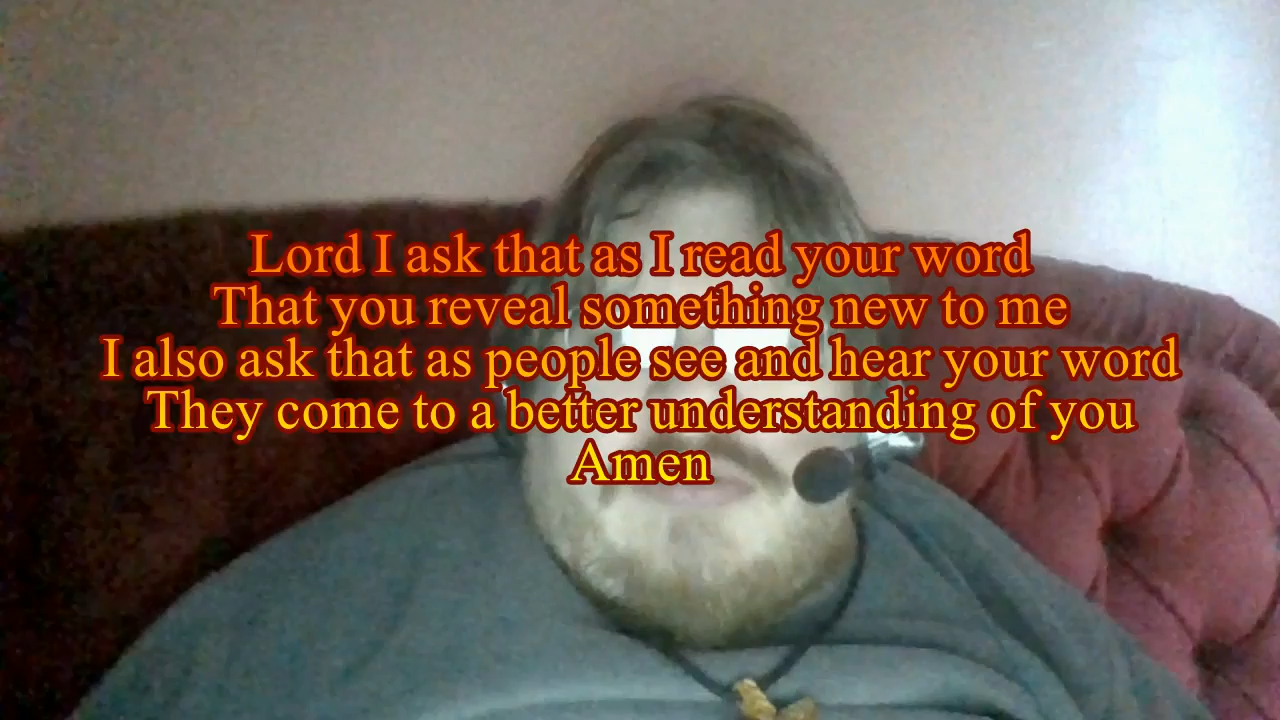 Lord I ask that as I read your word
That you reveal something new to me
I also ask that as people see and hear your word
They come to a better understanding of you
Amen